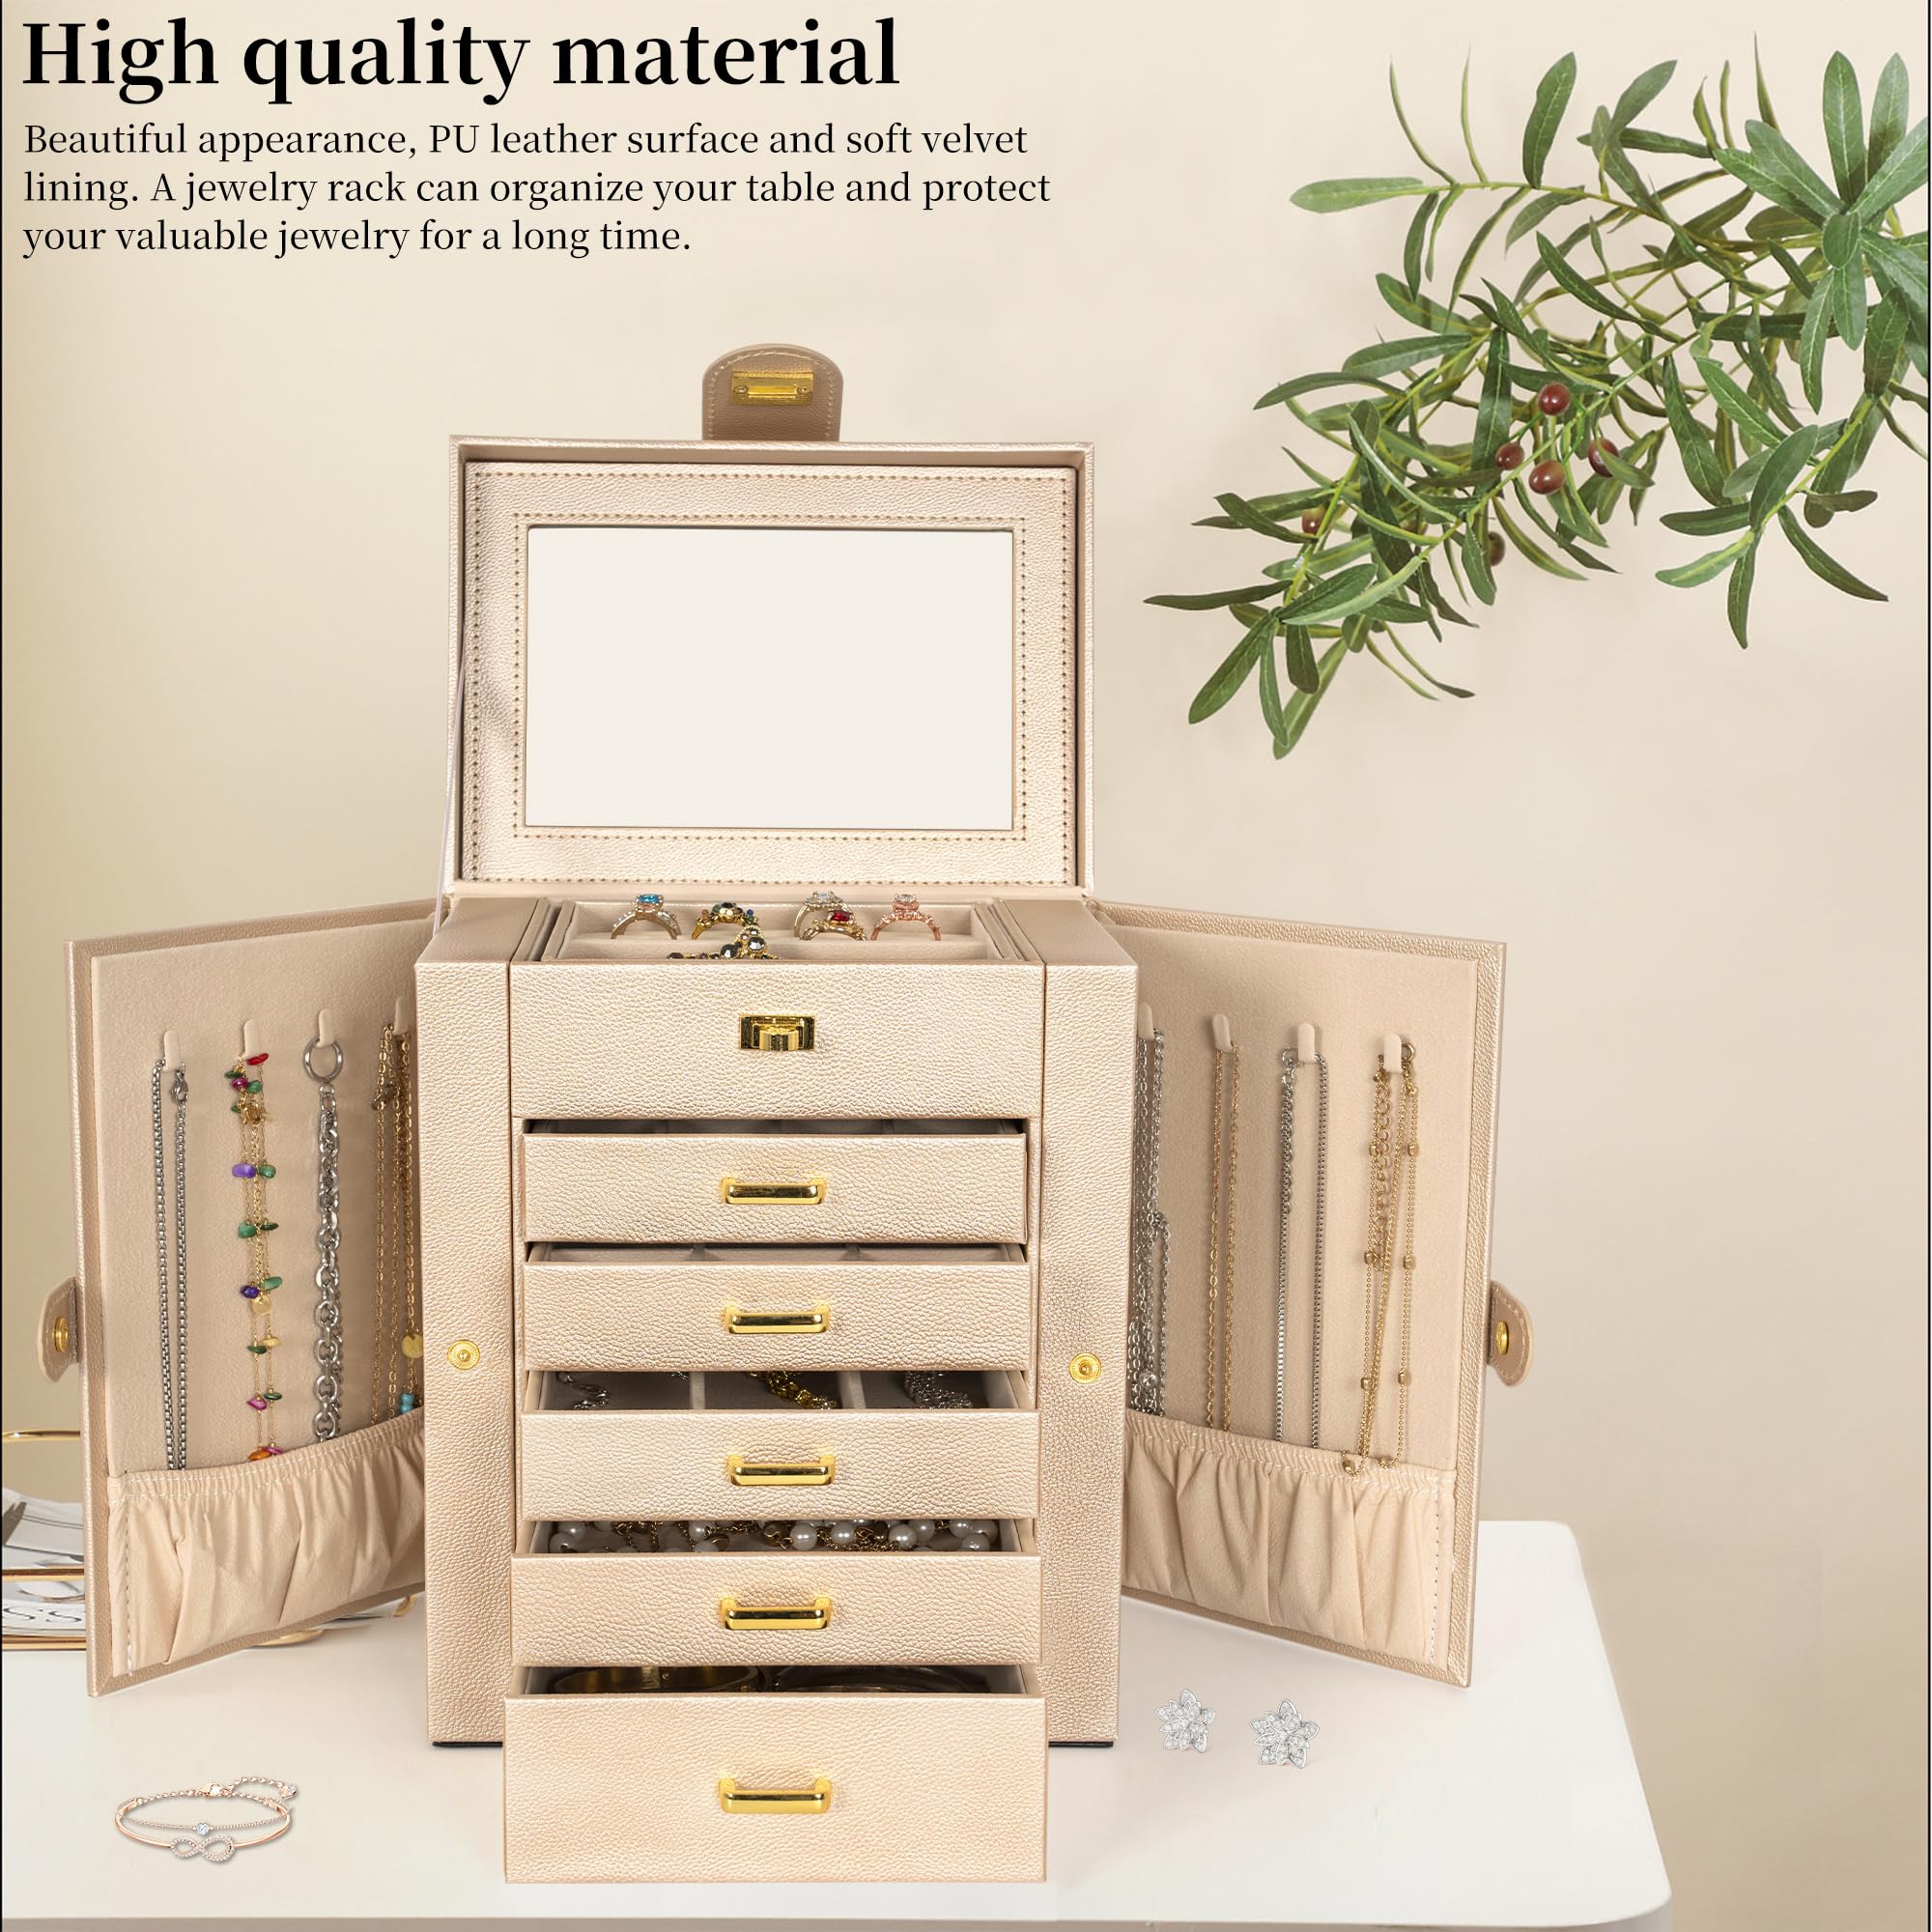 High quality material
Beautiful appearance, PU leather surface and soft velvet
lining. A jewelry rack can organize your table and protect
your valuable jewelry for a long time.